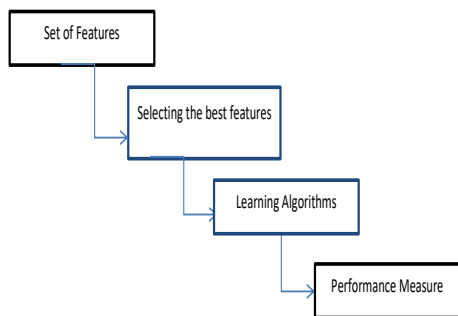 Set of Features
Selecting the best features
Learning Algorithms
Performance Measure